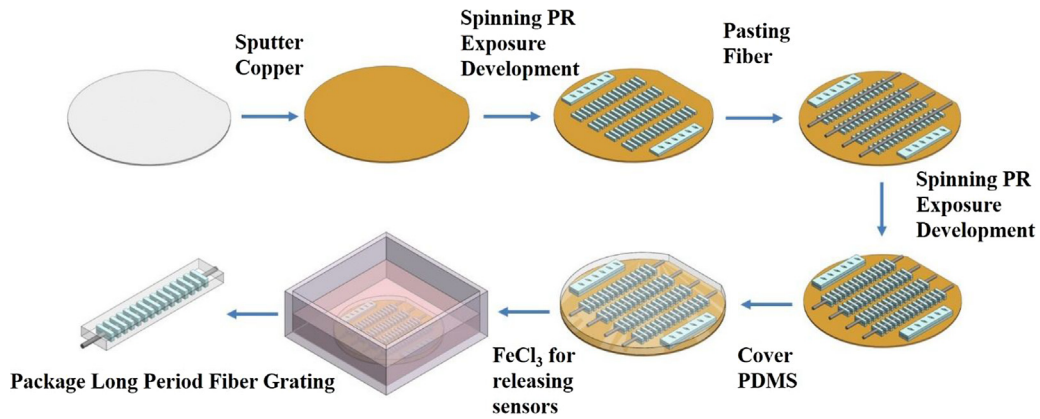 Sputter
Copper
Spinning PR
Exposure
Development
Pasting
Fiber
Spinning PR
Exposure
Development
Cover
PDMS
FeCl₃ for
releasing
sensors
Package Long Period Fiber Grating